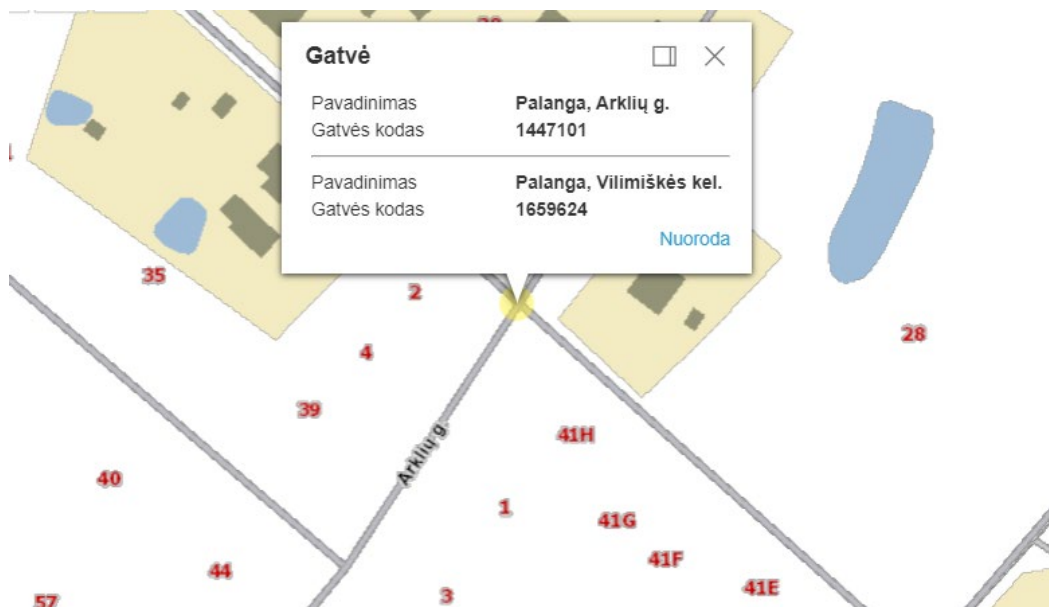 Gatvė
Pavadinimas Palanga, Arklių g.
Gatvės kodas 1447101
Pavadinimas Palanga, Vilimiškės kel.
Gatvės kodas 1659624
Nuoroda
35
2
28
4
39
Arklių g.
41H
40
1
41G
41F
44
41E
3
57